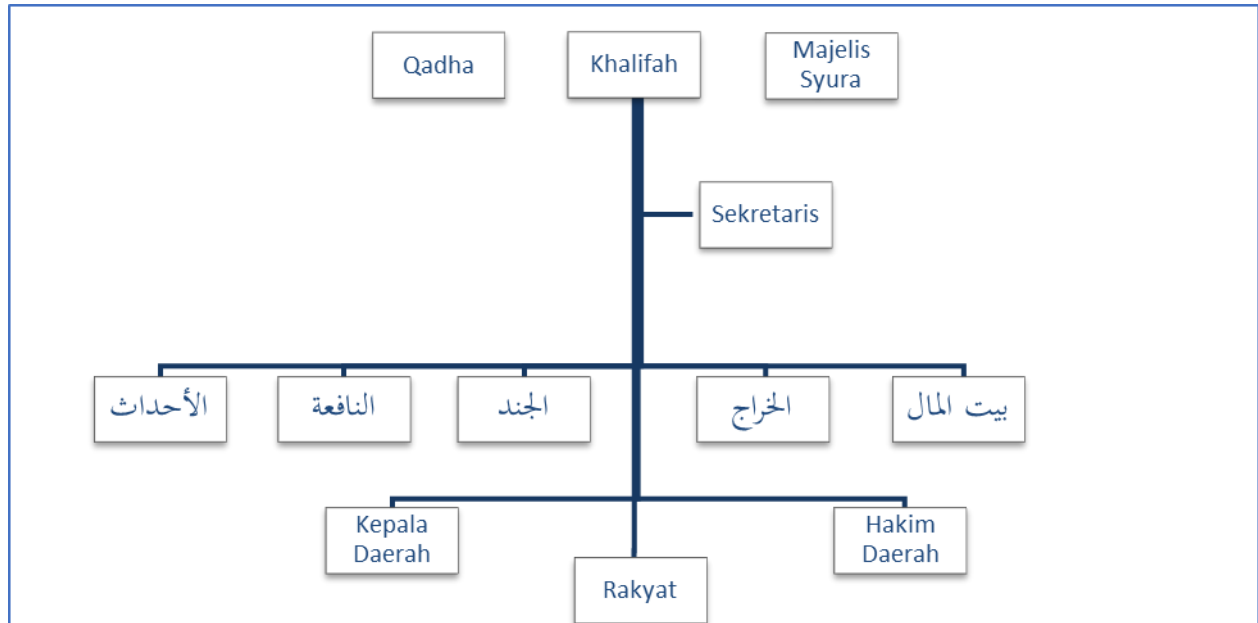 Qadha
Khalifah
Majelis
Syura
Sekretaris
الأحداث
النافعة
الجند
الخراج
بيت المال
Kepala
Daerah
Hakim
Daerah
Rakyat